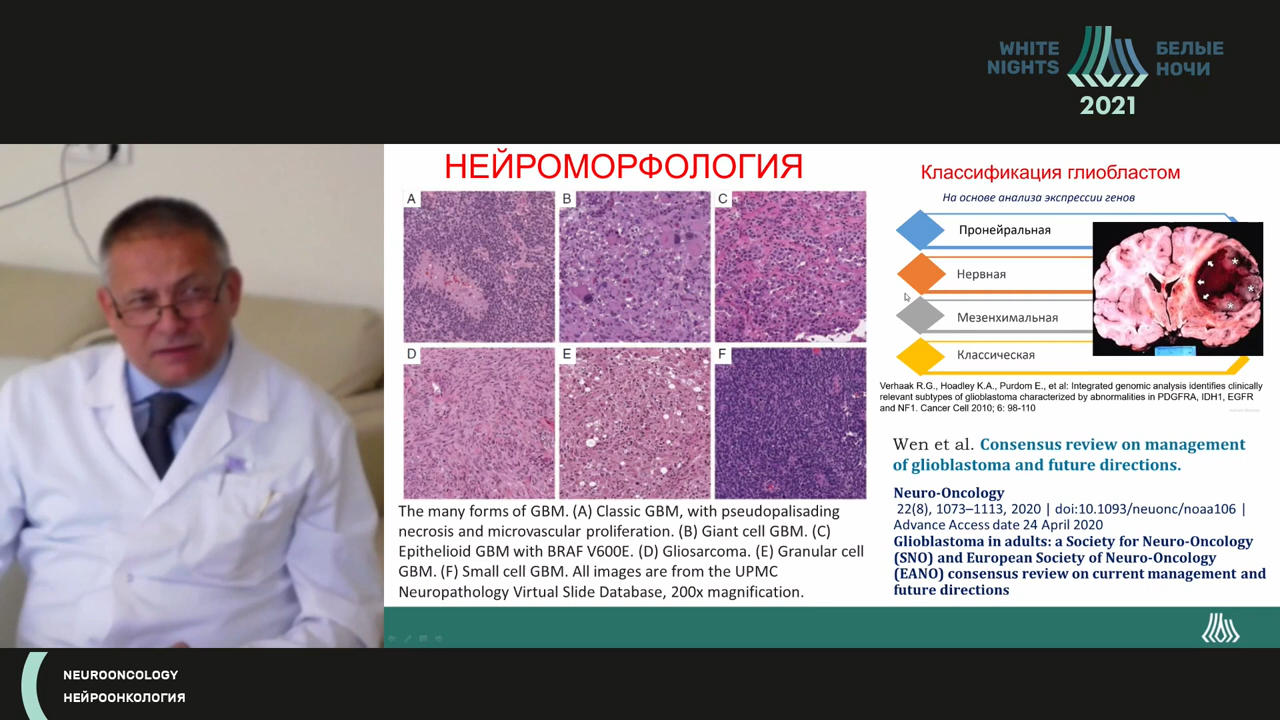 WHITE
NIGHTS
БЕЛЫЕ
НОЧИ
2021
НЕЙРОМОРФОЛОГИЯ
A
B
C
D
E
F
The many forms of GBM. (A) Classic GBM, with pseudopalisading
necrosis and microvascular proliferation. (B) Giant cell GBM. (C)
Epithelioid GBM with BRAF V600E. (D) Gliosarcoma. (E) Granular cell
GBM. (F) Small cell GBM. All images are from the UPMC
Neuropathology Virtual Slide Database, 200x magnification.
Классификация глиобластом
На основе анализа экспрессии генов
Пронейральная
Нервная
Мезенхимальная
Классическая
Verhaak R.G., Hoadley K.A., Purdom E., et al: Integrated genomic analysis identifies clinically
relevant subtypes of glioblastoma characterized by abnormalities in PDGFRA, IDH1, EGFR
and NF1. Cancer Cell 2010; 6: 98-110
Wen et al. Consensus review on management
of glioblastoma and future directions.
Neuro-Oncology
22(8), 1073–1113, 2020 | doi:10.1093/neuonc/noaa106 |
Advance Access date 24 April 2020
Glioblastoma in adults: a Society for Neuro-Oncology
(SNO) and European Society of Neuro-Oncology
(EANO) consensus review on current management and
future directions
NEUROONCOLOGY
НЕЙРООНКОЛОГИЯ